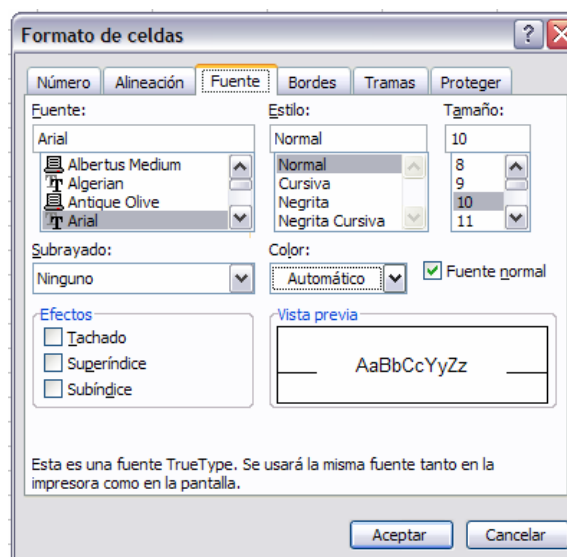 Formato de celdas
Número Alineación Fuente Bordes Tramas Proteger
Fuente: Estilo: Tamaño:
Arial Normal 10
Albertus Medium Normal 8
Algerian Cursiva 9
Antique Olive Negrita 10
Arial Negrita Cursiva 11
Subrayado: Color:
Ninguno Automático Fuente normal
Efectos Vista previa
Tachado
Superíndice AaBbCcYyZz
Subíndice
Esta es una fuente TrueType. Se usará la misma fuente tanto en la
impresora como en la pantalla.
Aceptar Cancelar